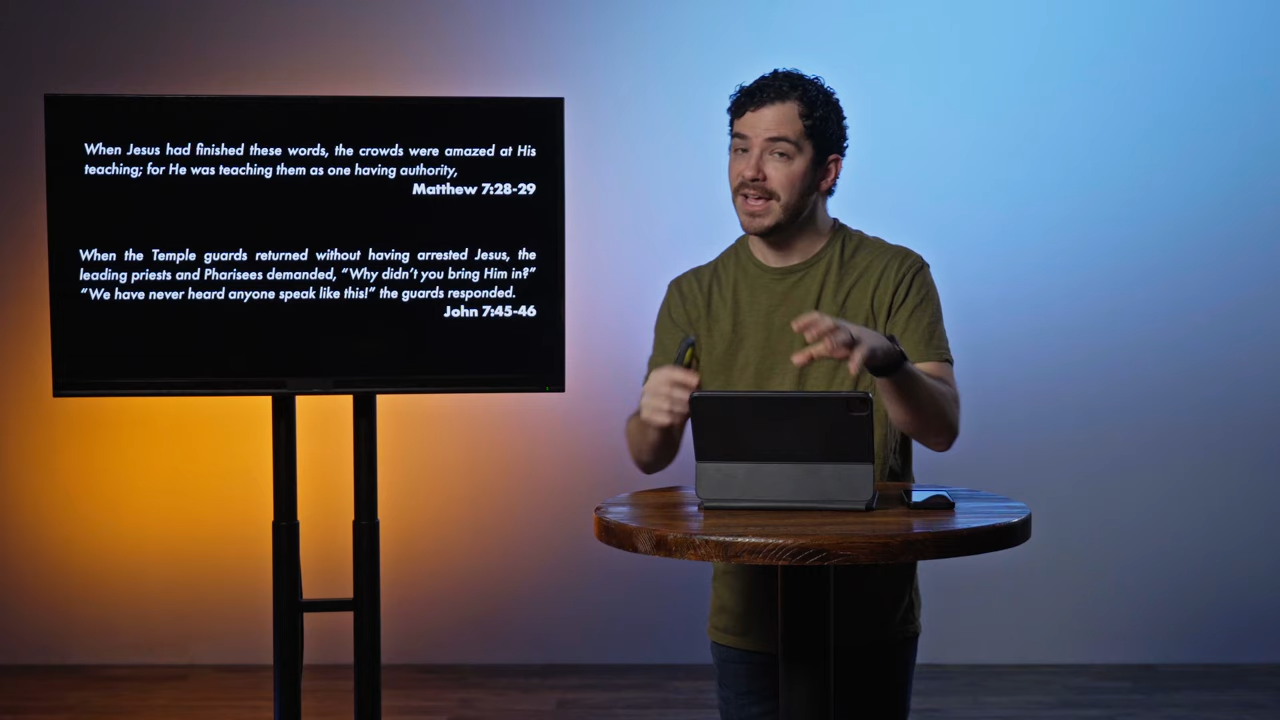 When Jesus had finished these words, the crowds were amazed at His
teaching; for He was teaching them as one having authority,
Matthew 7:28-29
When the Temple guards returned without having arrested Jesus, the
leading priests and Pharisees demanded, “Why didn’t you bring Him in?”
“We have never heard anyone speak like this!” the guards responded.
John 7:45-46